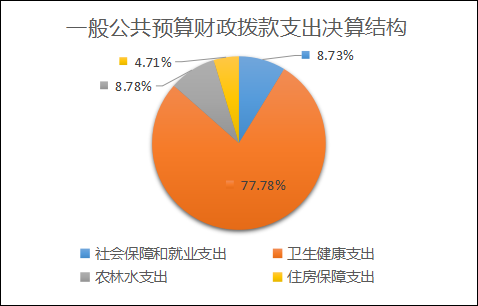 一般公共预算财政拨款支出决算结构
4.71%
8.73%
8.78%
77.78%
社会保障和就业支出
卫生健康支出
农林水支出
住房保障支出